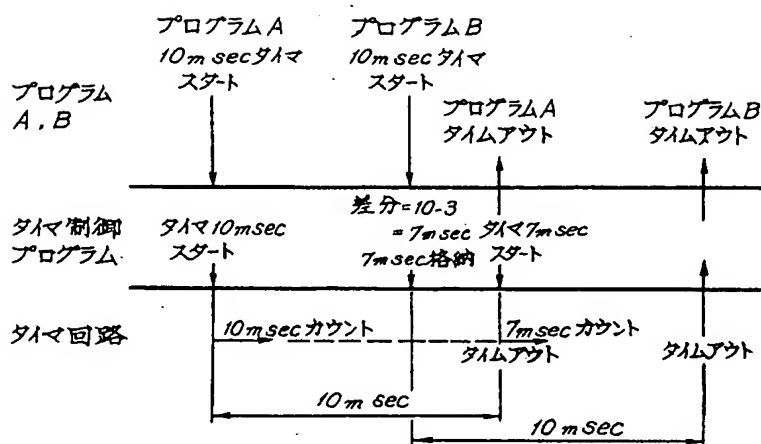 プログラムA
10msecタイマ
スタート
プログラムB
10msecタイマ
スタート
プログラム
A,B
プログラムA
タイムアウト
プログラムB
タイムアウト
タイマ制御
プログラム
タイマ10msec
スタート
差分=10-3
=7msec
7msec格納
タイマ7msec
スタート
タイマ回路
10msecカウント
7msecカウント
タイムアウト
タイムアウト
10msec
10msec